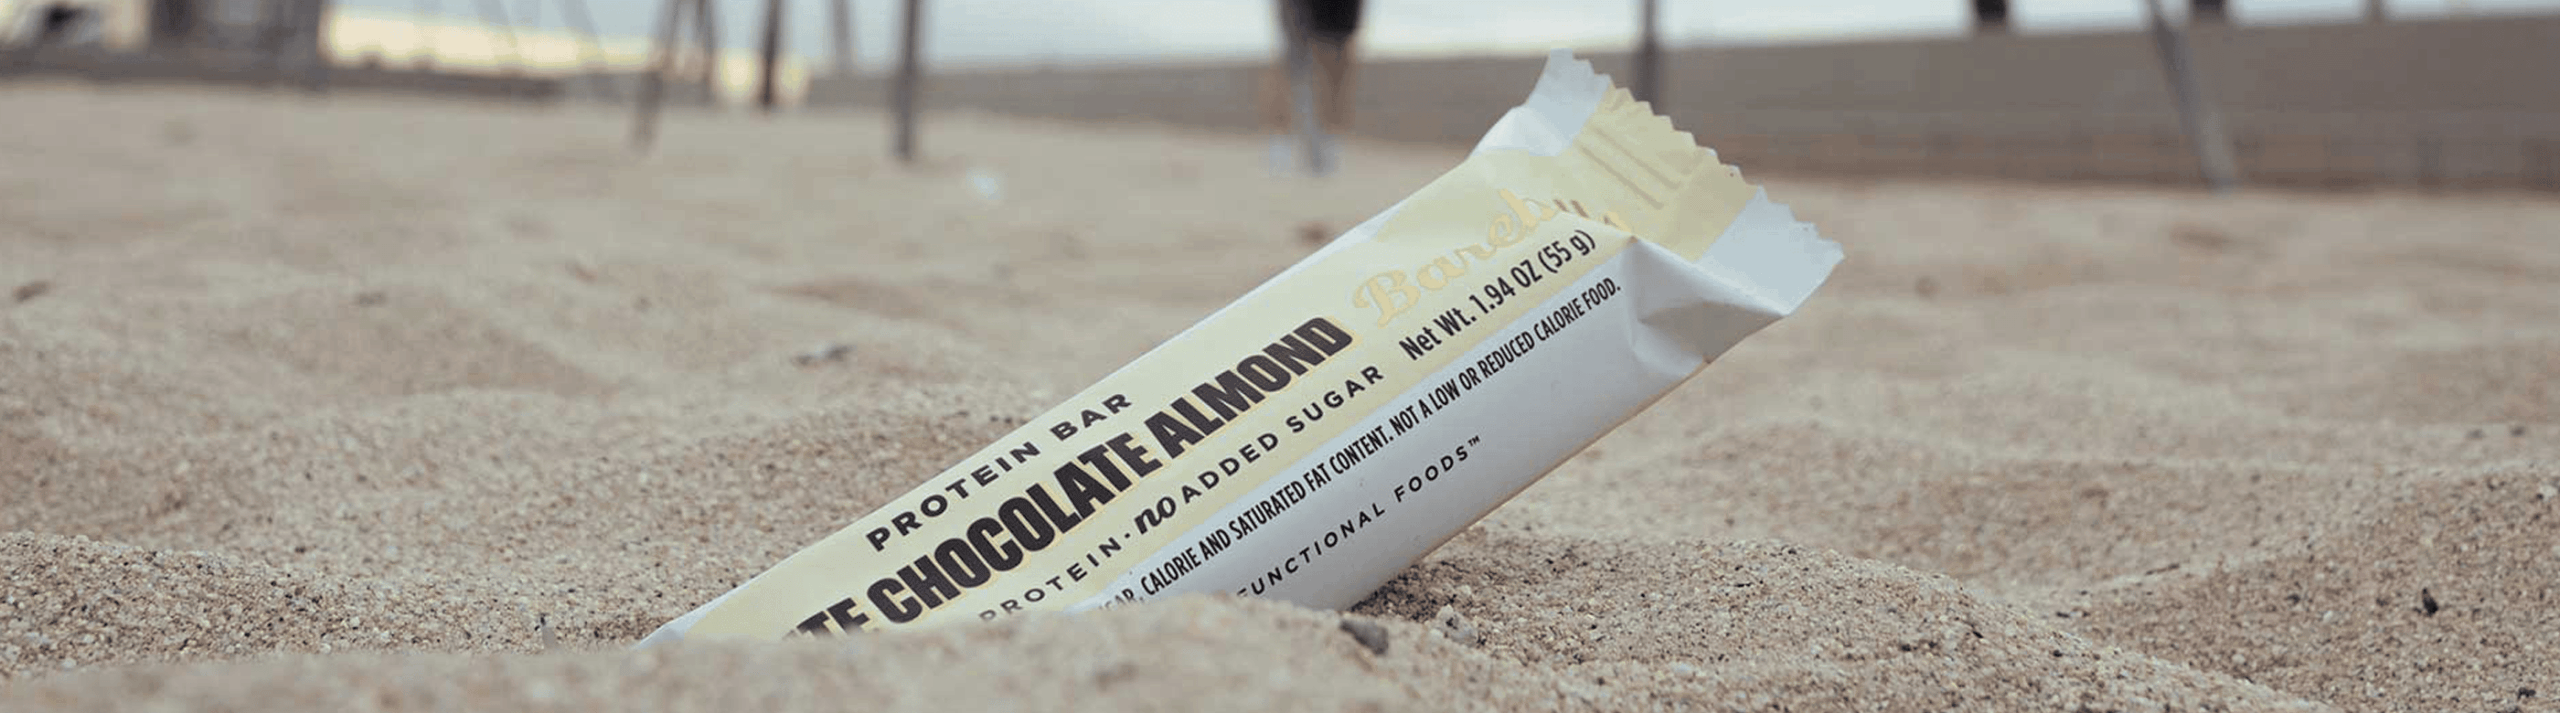 PROTEIN BAR
TE CHOCOLATE ALMOND
Bareb
PROTEIN · no ADDED SUGAR
Net Wt. 1.94 OZ (55 g)
GAR, CALORIE AND SATURATED FAT CONTENT. NOT A LOW OR REDUCED CALORIE FOOD.
FUNCTIONAL FOODS™